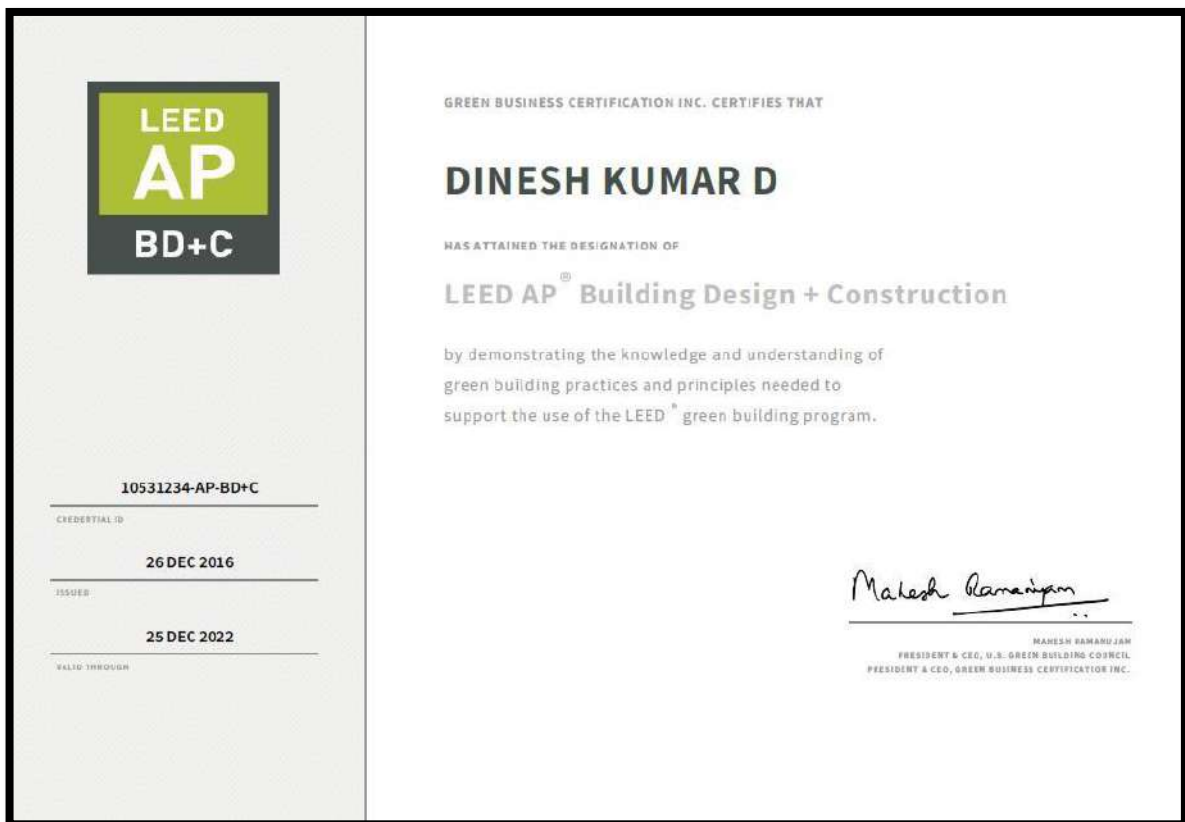 LEED
AP
BD+C
10531234-AP-BD+C
CREDENTIAL ID
26 DEC 2016
ISSUED
25 DEC 2022
VALID THROUGH
GREEN BUSINESS CERTIFICATION INC. CERTIFIES THAT
DINESH KUMAR D
HAS ATTAINED THE DESIGNATION OF
LEED AP® Building Design + Construction
by demonstrating the knowledge and understanding of
green building practices and principles needed to
support the use of the LEED® green building program.
Mahesh Ramanujam
MAHESH RAMANUJAM
PRESIDENT & CEO, U.S. GREEN BUILDING COUNCIL
PRESIDENT & CEO, GREEN BUSINESS CERTIFICATION INC.